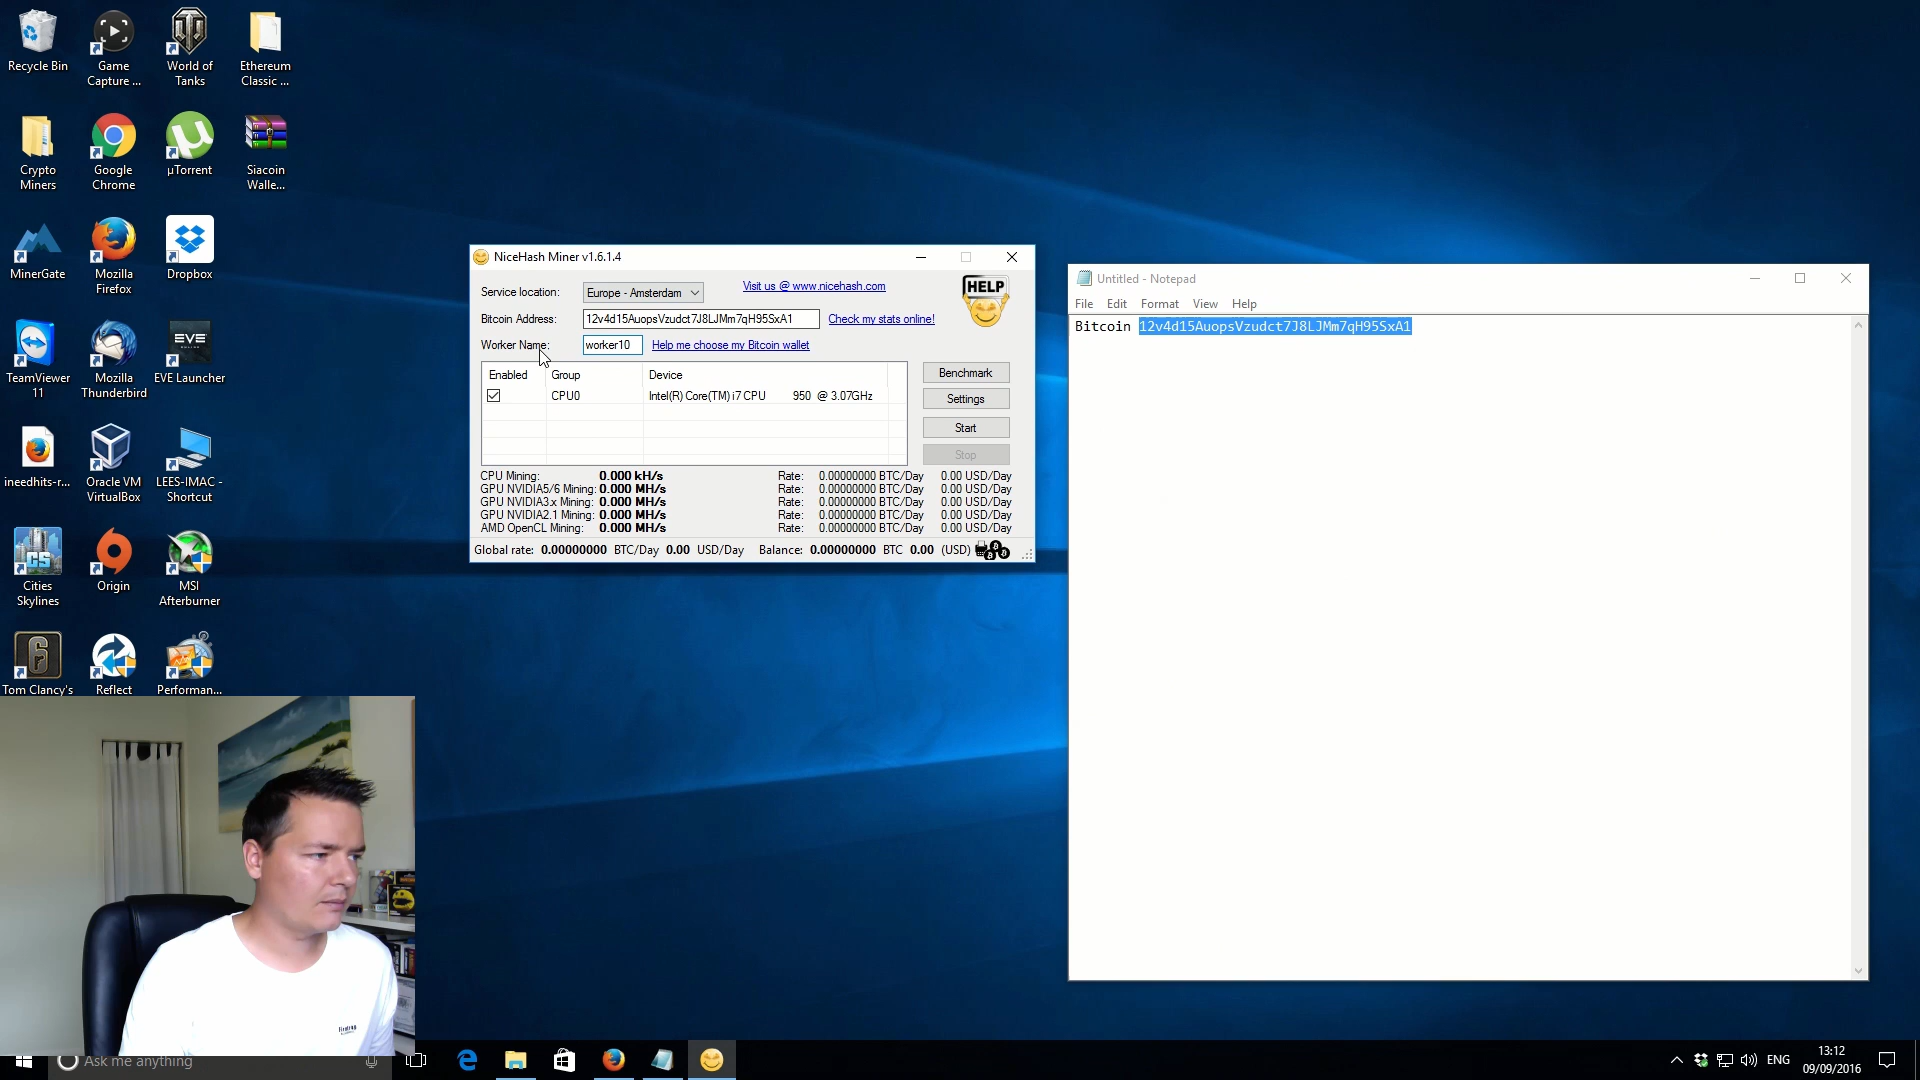 Recycle Bin
Game
Capture ...
World of
Tanks
Ethereum
Classic ...
Crypto
Miners
Google
Chrome
µTorrent
Siacoin
Walle...
MinerGate
Mozilla
Firefox
Dropbox
TeamViewer
11
Mozilla
Thunderbird
EVE
EVE Launcher
ineedhits-r...
Oracle VM
VirtualBox
LEES-IMAC -
Shortcut
CS
Cities
Skylines
Origin
MSI
Afterburner
6
Tom Clancy's
Reflect
Performan...
NiceHash Miner v1.6.1.4
Service location:
Europe - Amsterdam
Visit us @ www.nicehash.com
HELP
Bitcoin Address:
12v4d15AuopsVzudct7J8LJMm7qH95SxA1
Check my stats online!
Worker Name:
worker10
Help me choose my Bitcoin wallet
Enabled Group Device
CPU0 Intel(R) Core(TM) i7 CPU 950 @ 3.07GHz
Benchmark
Settings
Start
Stop
CPU Mining: 0.000 kH/s Rate: 0.00000000 BTC/Day 0.00 USD/Day
GPU NVIDIA5/6 Mining: 0.000 MH/s Rate: 0.00000000 BTC/Day 0.00 USD/Day
GPU NVIDIA3.x Mining: 0.000 MH/s Rate: 0.00000000 BTC/Day 0.00 USD/Day
GPU NVIDIA2.1 Mining: 0.000 MH/s Rate: 0.00000000 BTC/Day 0.00 USD/Day
AMD OpenCL Mining: 0.000 MH/s Rate: 0.00000000 BTC/Day 0.00 USD/Day
Global rate: 0.00000000 BTC/Day 0.00 USD/Day Balance: 0.00000000 BTC 0.00 (USD)
Untitled - Notepad
File Edit Format View Help
Bitcoin 12v4d15AuopsVzudct7J8LJMm7qH95SxA1
Ask me anything
ENG
13:12
09/09/2016